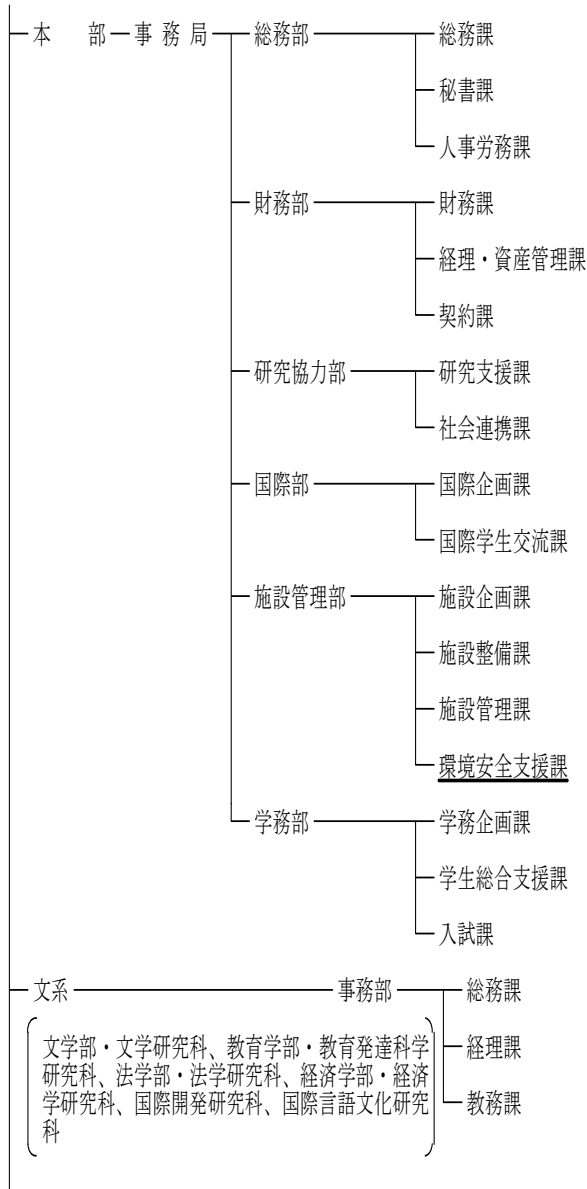 本部 事務局 総務部 総務課
秘書課
人事労務課
財務部 財務課
経理・資産管理課
契約課
研究協力部 研究支援課
社会連携課
国際部 国際企画課
国際学生交流課
施設管理部 施設企画課
施設整備課
施設管理課
環境安全支援課
学務部 学務企画課
学生総合支援課
入試課
文系 事務部 総務課
文学部・文学研究科、教育学部・教育発達科学
研究科、法学部・法学研究科、経済学部・経済
学研究科、国際開発研究科、国際言語文化研究
科
経理課
教務課